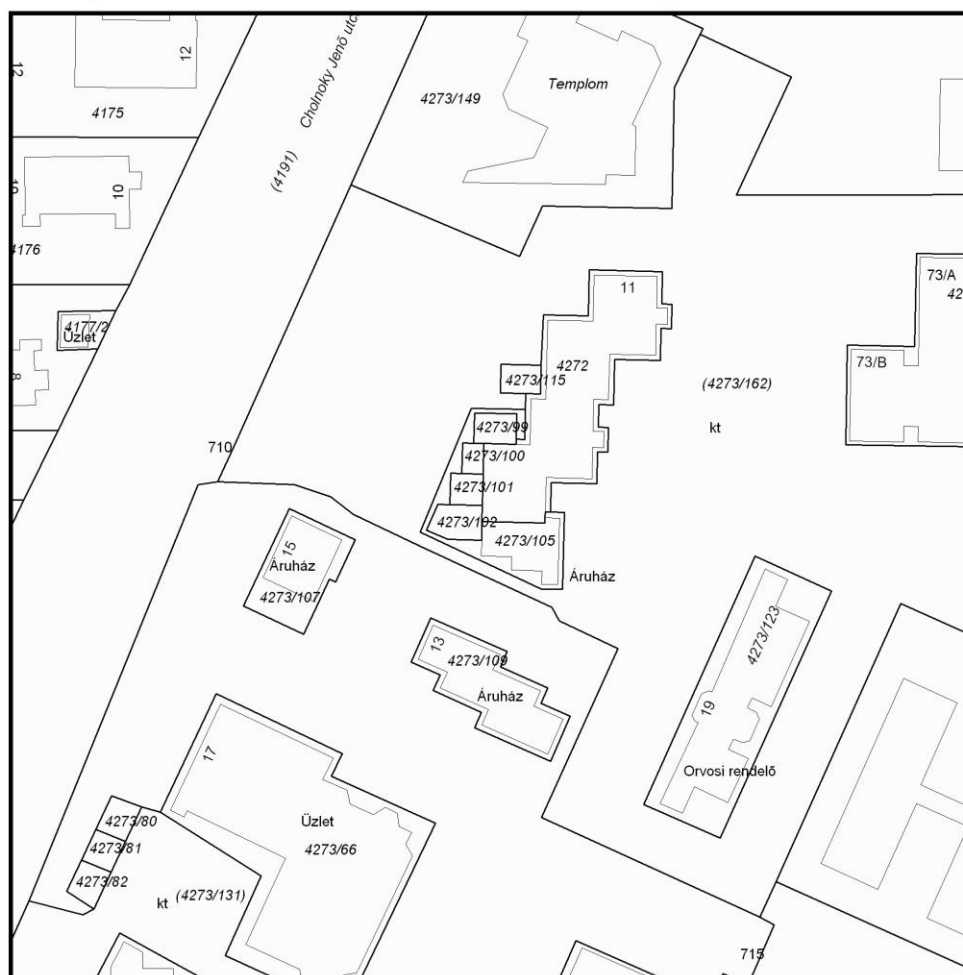 12
12
4175
Cholnoky Jenő utc
(4191)
4273/149
Templom
10
10
4176
4177/2
Üzlet
8
11
4272
4273/115
4273/99
4273/100
4273/101
4273/102
4273/105
Áruház
(4273/162)
kt
73/A
42
73/B
710
15
Áruház
4273/107
13
4273/109
Áruház
4273/123
19
Orvosi rendelő
17
Üzlet
4273/66
4273/80
4273/81
4273/82
kt
(4273/131)
715